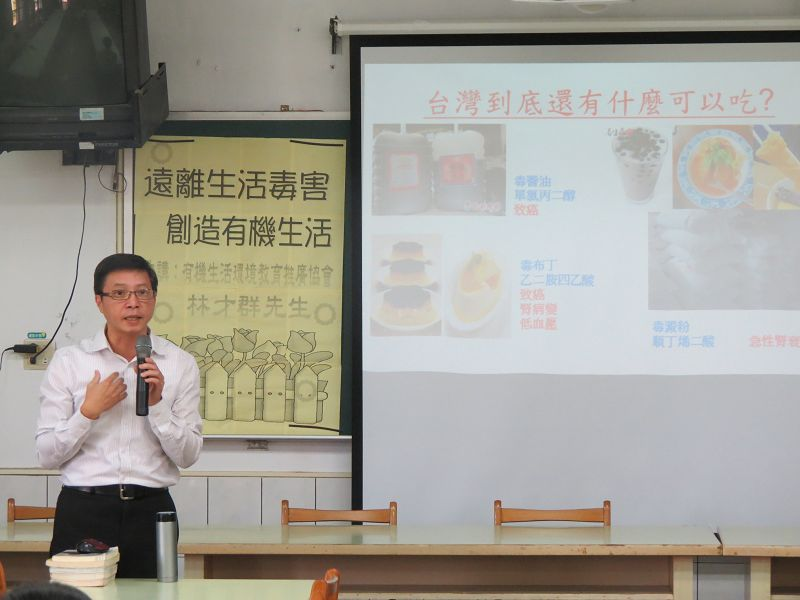 遠離生活毒害
創造有機生活
主講：有機生活環境教育推廣協會
林才群先生
台灣到底還有什麼可以吃?
毒醬油
單氯丙二醇
致癌
毒布丁
乙二胺四乙酸
致癌
腎病變
低血壓
毒澱粉
順丁烯二酸
急性腎衰